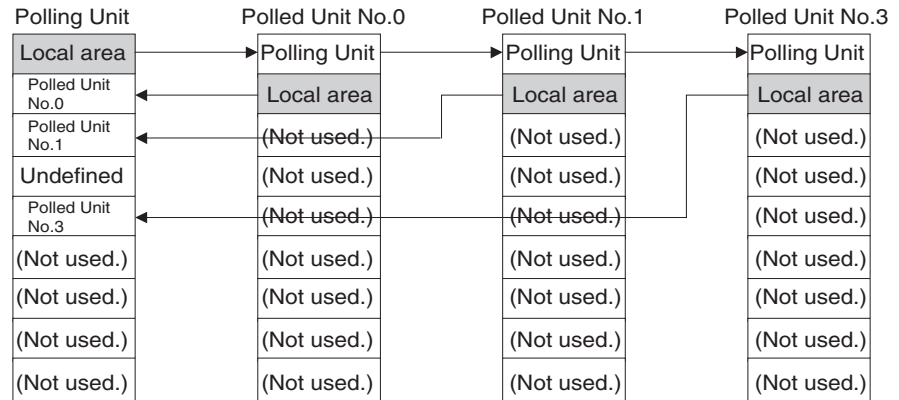 Polling Unit Polled Unit No.0 Polled Unit No.1 Polled Unit No.3
Local area Polling Unit Polling Unit Polling Unit
Polled Unit
No.0
Local area Local area Local area
Polled Unit
No.1
(Not used.) (Not used.) (Not used.)
Undefined (Not used.) (Not used.) (Not used.)
Polled Unit
No.3
(Not used.) (Not used.) (Not used.)
(Not used.) (Not used.) (Not used.) (Not used.)
(Not used.) (Not used.) (Not used.) (Not used.)
(Not used.) (Not used.) (Not used.) (Not used.)
(Not used.) (Not used.) (Not used.) (Not used.)